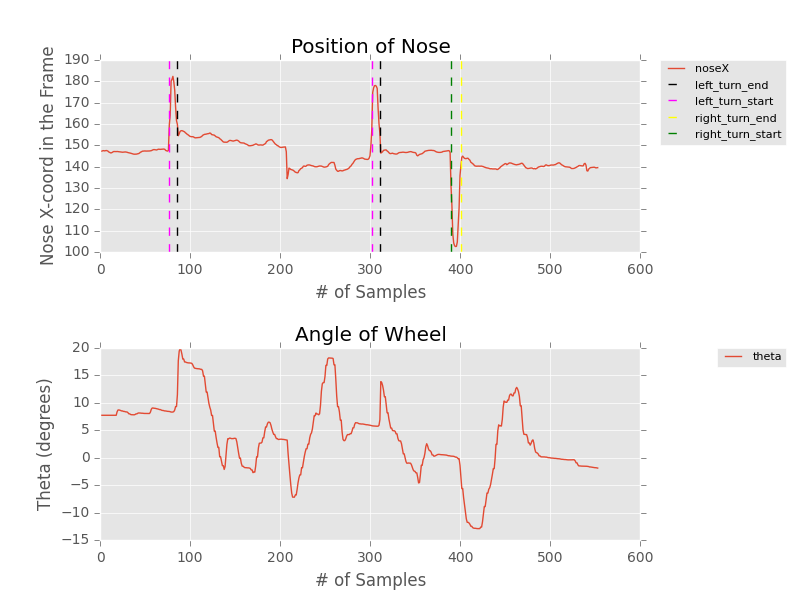 Position of Nose
Nose X-coord in the Frame
190
180
170
160
150
140
130
120
110
100
0 100 200 300 400 500 600
# of Samples
noseX
left_turn_end
left_turn_start
right_turn_end
right_turn_start
Angle of Wheel
Theta (degrees)
20
15
10
5
0
−5
−10
−15
0 100 200 300 400 500 600
# of Samples
theta